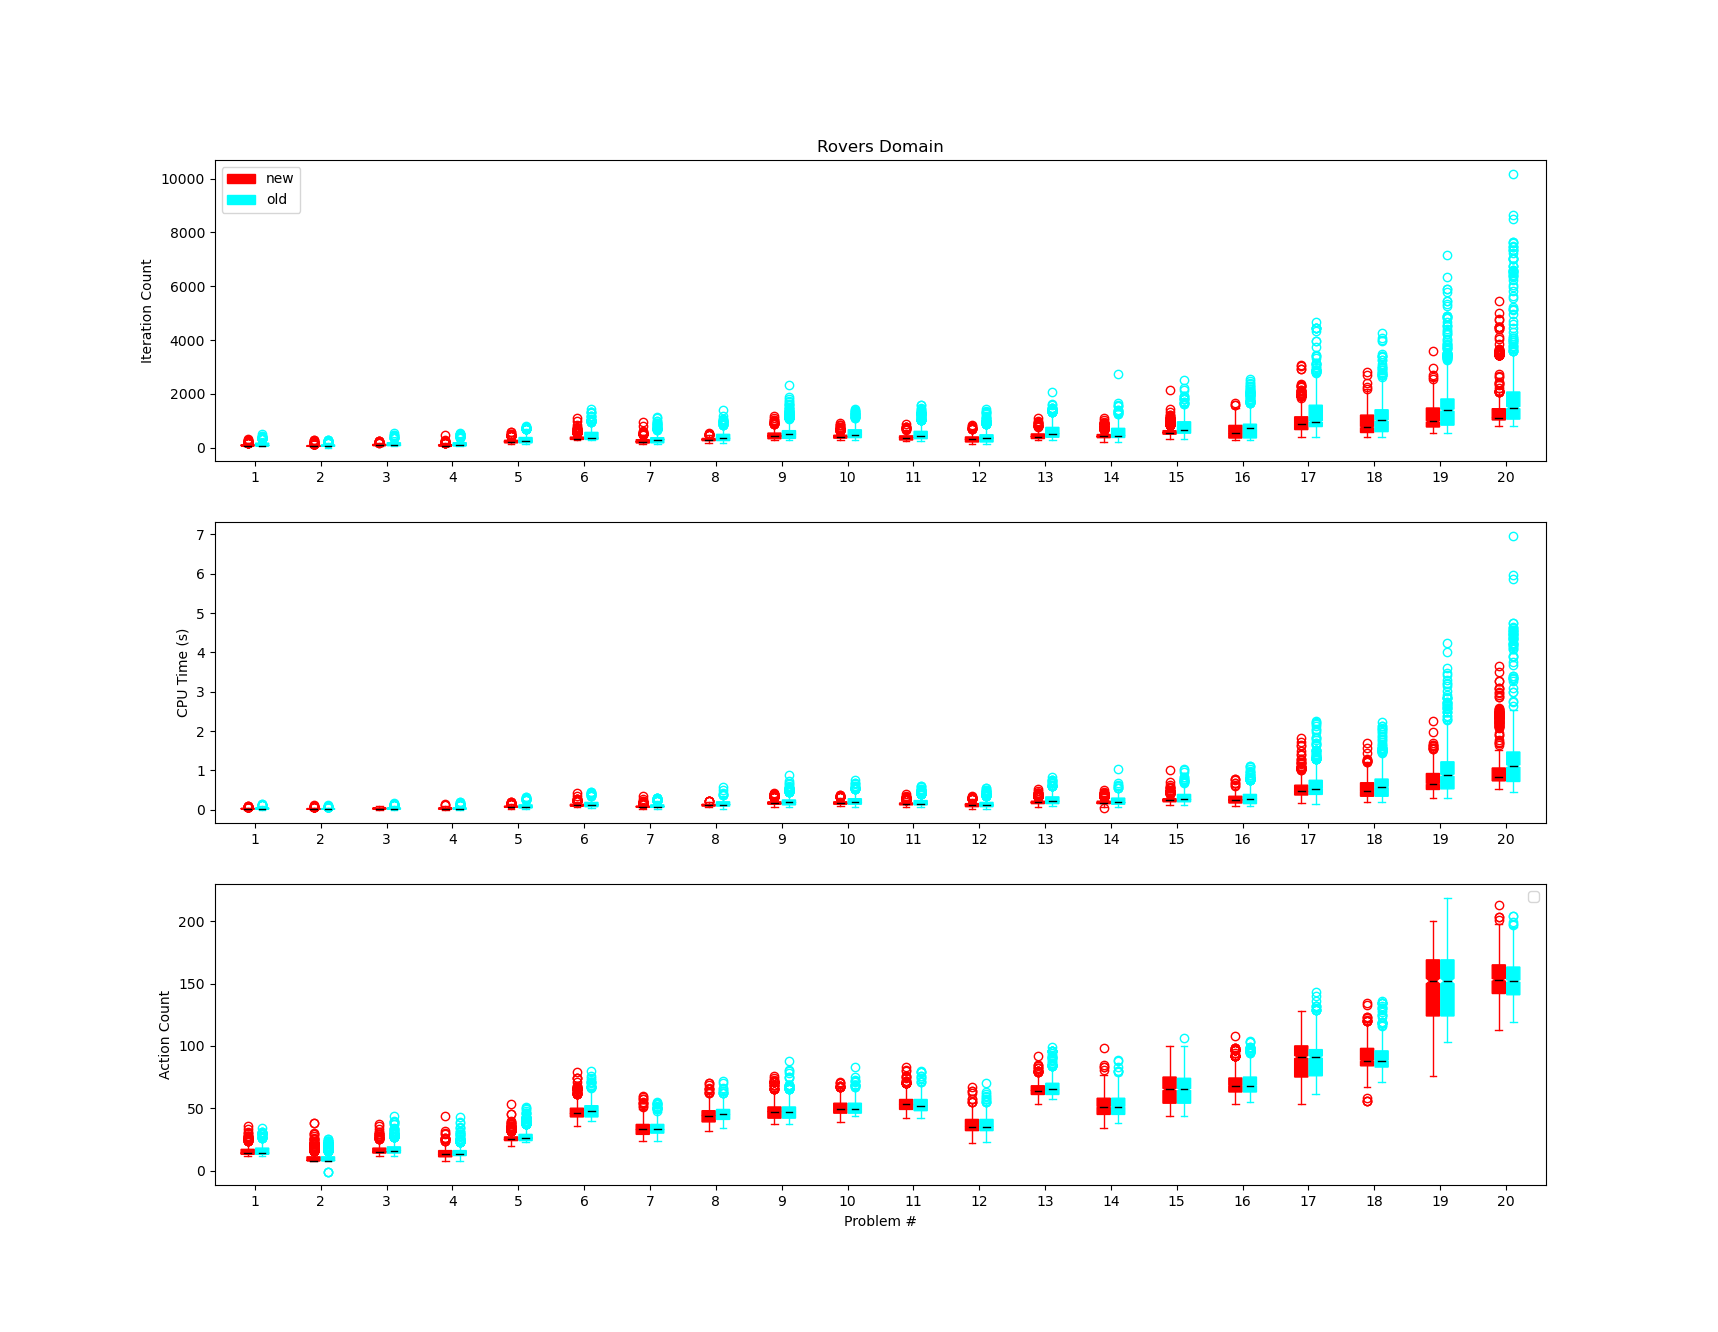 Rovers Domain
new
old
Iteration Count
10000
8000
6000
4000
2000
0
1 2 3 4 5 6 7 8 9 10 11 12 13 14 15 16 17 18 19 20
CPU Time (s)
7
6
5
4
3
2
1
0
1 2 3 4 5 6 7 8 9 10 11 12 13 14 15 16 17 18 19 20
Action Count
200
150
100
50
0
1 2 3 4 5 6 7 8 9 10 11 12 13 14 15 16 17 18 19 20
Problem #